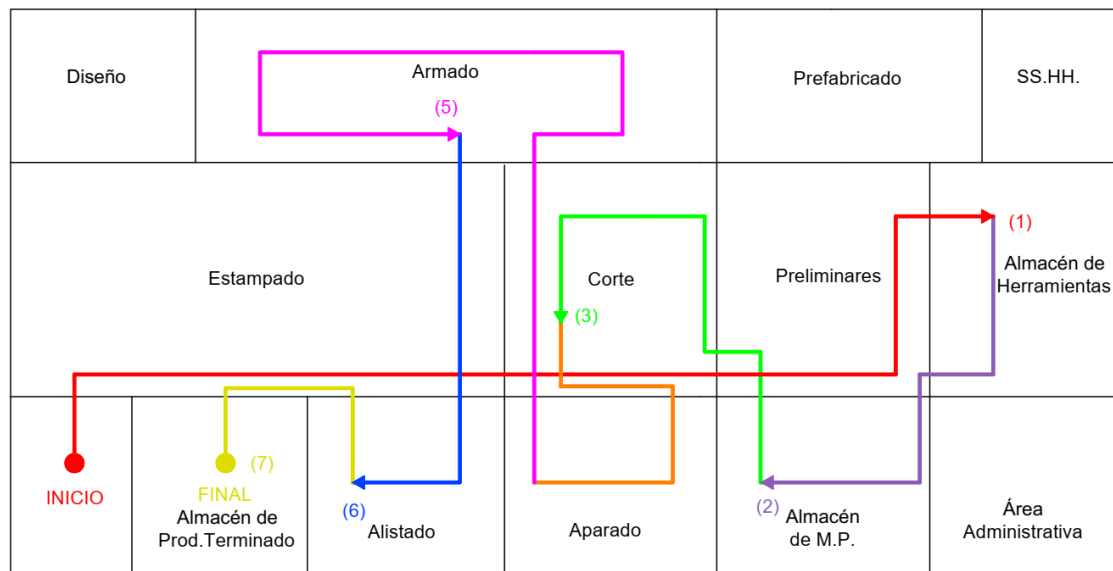 Diseño
Armado
(5)
Prefabricado
SS.HH.
Estampado
Corte
(3)
Preliminares
(1)
Almacén de
Herramientas
INICIO
(7)
FINAL
Almacén de
Prod.Terminado
(6)
Alistado
Aparado
(2)
Almacén
de M.P.
Área
Administrativa